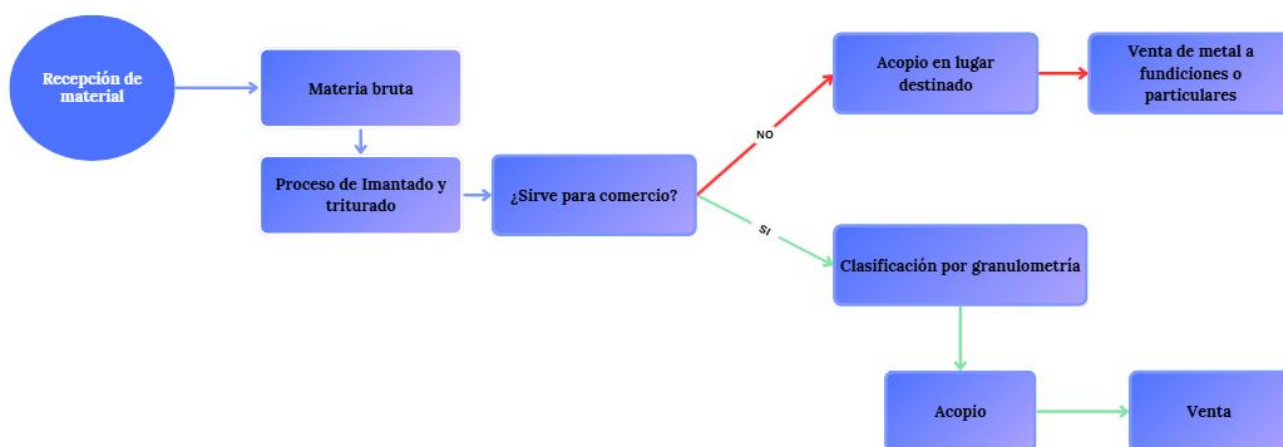 Recepción de
material
Materia bruta
Proceso de Imantado y
triturado
¿Sirve para comercio?
NO
Acopio en lugar
destinado
Venta de metal a
fundiciones o
particulares
SI
Clasificación por granulometría
Acopio
Venta